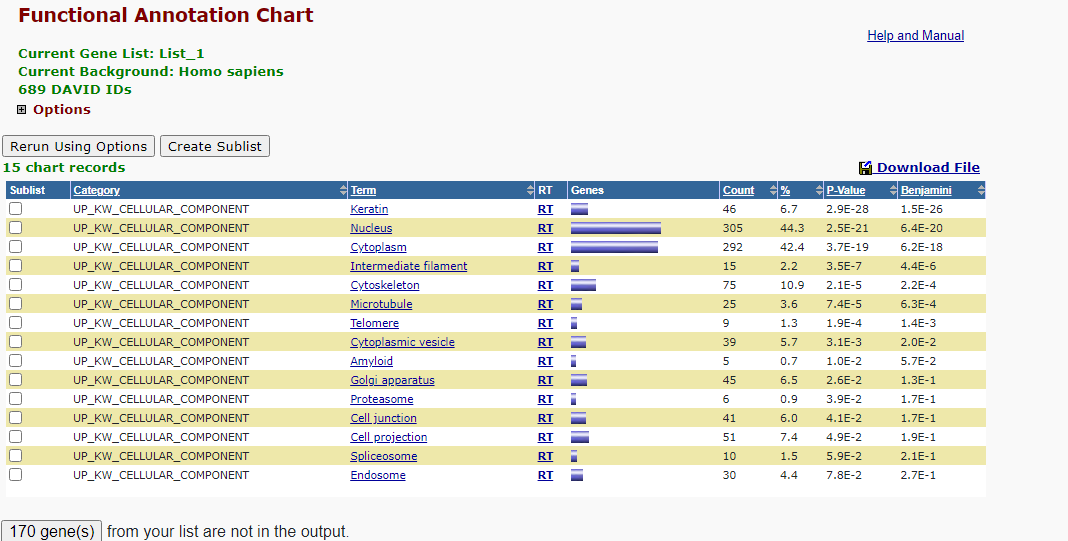 Functional Annotation Chart
Help and Manual
Current Gene List: List_1
Current Background: Homo sapiens
689 DAVID IDs
Options
Rerun Using Options Create Sublist
15 chart records Download File
Sublist Category Term RT Genes Count % P-Value Benjamini
UP_KW_CELLULAR_COMPONENT Keratin RT 46 6.7 2.9E-28 1.5E-26
UP_KW_CELLULAR_COMPONENT Nucleus RT 305 44.3 2.5E-21 6.4E-20
UP_KW_CELLULAR_COMPONENT Cytoplasm RT 292 42.4 3.7E-19 6.2E-18
UP_KW_CELLULAR_COMPONENT Intermediate filament RT 15 2.2 3.5E-7 4.4E-6
UP_KW_CELLULAR_COMPONENT Cytoskeleton RT 75 10.9 2.1E-5 2.2E-4
UP_KW_CELLULAR_COMPONENT Microtubule RT 25 3.6 7.4E-5 6.3E-4
UP_KW_CELLULAR_COMPONENT Telomere RT 9 1.3 1.9E-4 1.4E-3
UP_KW_CELLULAR_COMPONENT Cytoplasmic vesicle RT 39 5.7 3.1E-3 2.0E-2
UP_KW_CELLULAR_COMPONENT Amyloid RT 5 0.7 1.0E-2 5.7E-2
UP_KW_CELLULAR_COMPONENT Golgi apparatus RT 45 6.5 2.6E-2 1.3E-1
UP_KW_CELLULAR_COMPONENT Proteasome RT 6 0.9 3.9E-2 1.7E-1
UP_KW_CELLULAR_COMPONENT Cell junction RT 41 6.0 4.1E-2 1.7E-1
UP_KW_CELLULAR_COMPONENT Cell projection RT 51 7.4 4.9E-2 1.9E-1
UP_KW_CELLULAR_COMPONENT Spliceosome RT 10 1.5 5.9E-2 2.1E-1
UP_KW_CELLULAR_COMPONENT Endosome RT 30 4.4 7.8E-2 2.7E-1
170 gene(s) from your list are not in the output.